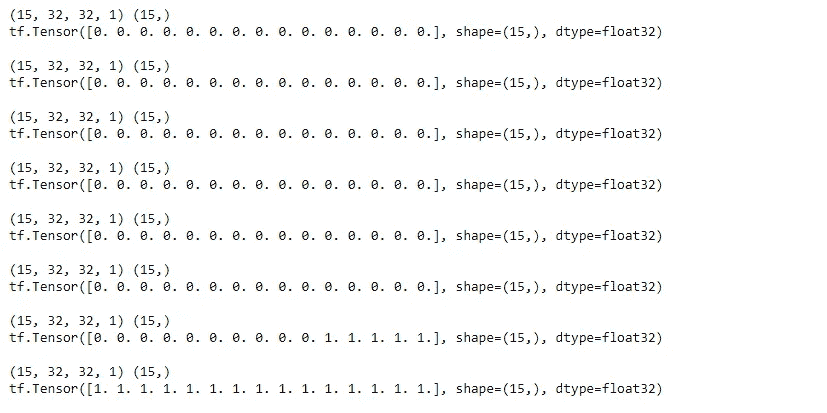 (15, 32, 32, 1) (15,)
tf.Tensor([0. 0. 0. 0. 0. 0. 0. 0. 0. 0. 0. 0. 0. 0. 0.], shape=(15,), dtype=float32)
(15, 32, 32, 1) (15,)
tf.Tensor([0. 0. 0. 0. 0. 0. 0. 0. 0. 0. 0. 0. 0. 0. 0.], shape=(15,), dtype=float32)
(15, 32, 32, 1) (15,)
tf.Tensor([0. 0. 0. 0. 0. 0. 0. 0. 0. 0. 0. 0. 0. 0. 0.], shape=(15,), dtype=float32)
(15, 32, 32, 1) (15,)
tf.Tensor([0. 0. 0. 0. 0. 0. 0. 0. 0. 0. 0. 0. 0. 0. 0.], shape=(15,), dtype=float32)
(15, 32, 32, 1) (15,)
tf.Tensor([0. 0. 0. 0. 0. 0. 0. 0. 0. 0. 0. 0. 0. 0. 0.], shape=(15,), dtype=float32)
(15, 32, 32, 1) (15,)
tf.Tensor([0. 0. 0. 0. 0. 0. 0. 0. 0. 0. 0. 0. 0. 0. 0.], shape=(15,), dtype=float32)
(15, 32, 32, 1) (15,)
tf.Tensor([0. 0. 0. 0. 0. 0. 0. 0. 0. 0. 1. 1. 1. 1. 1.], shape=(15,), dtype=float32)
(15, 32, 32, 1) (15,)
tf.Tensor([1. 1. 1. 1. 1. 1. 1. 1. 1. 1. 1. 1. 1. 1. 1.], shape=(15,), dtype=float32)